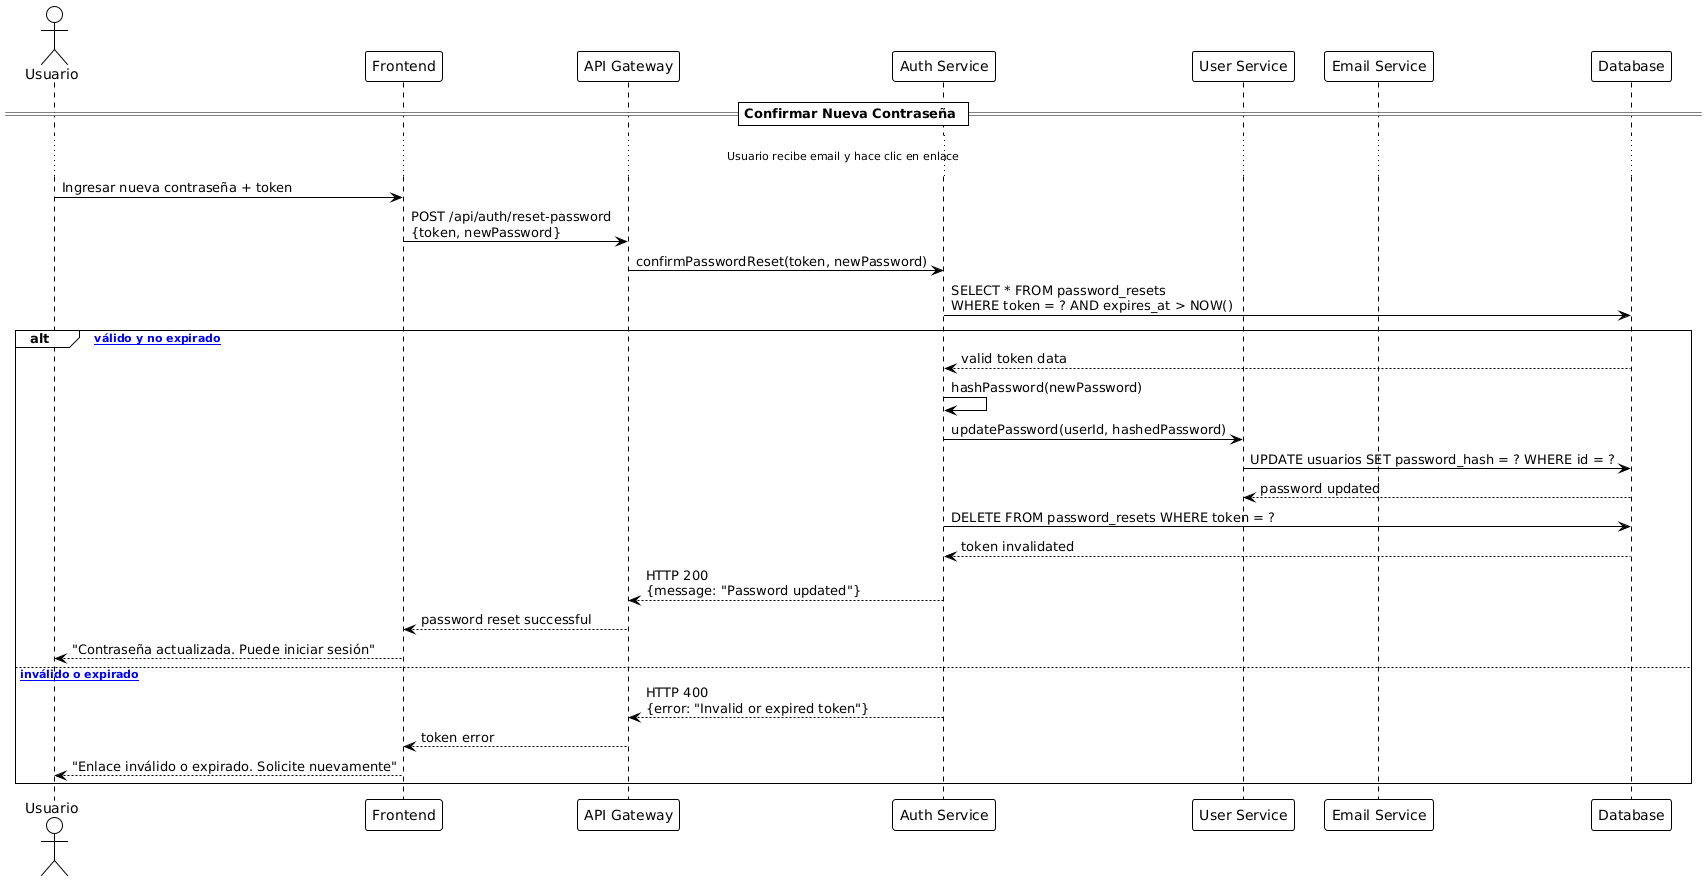 Usuario
Frontend
API Gateway
Auth Service
User Service
Email Service
Database
Confirmar Nueva Contraseña
Usuario recibe email y hace clic en enlace
Ingresar nueva contraseña + token
POST /api/auth/reset-password
{token, newPassword}
confirmPasswordReset(token, newPassword)
SELECT * FROM password_resets
WHERE token = ? AND expires_at > NOW()
alt
válido y no expirado
valid token data
hashPassword(newPassword)
updatePassword(userId, hashedPassword)
UPDATE usuarios SET password_hash = ? WHERE id = ?
password updated
DELETE FROM password_resets WHERE token = ?
token invalidated
HTTP 200
{message: "Password updated"}
password reset successful
"Contraseña actualizada. Puede iniciar sesión"
inválido o expirado
HTTP 400
{error: "Invalid or expired token"}
token error
"Enlace inválido o expirado. Solicite nuevamente"
Usuario
Frontend
API Gateway
Auth Service
User Service
Email Service
Database